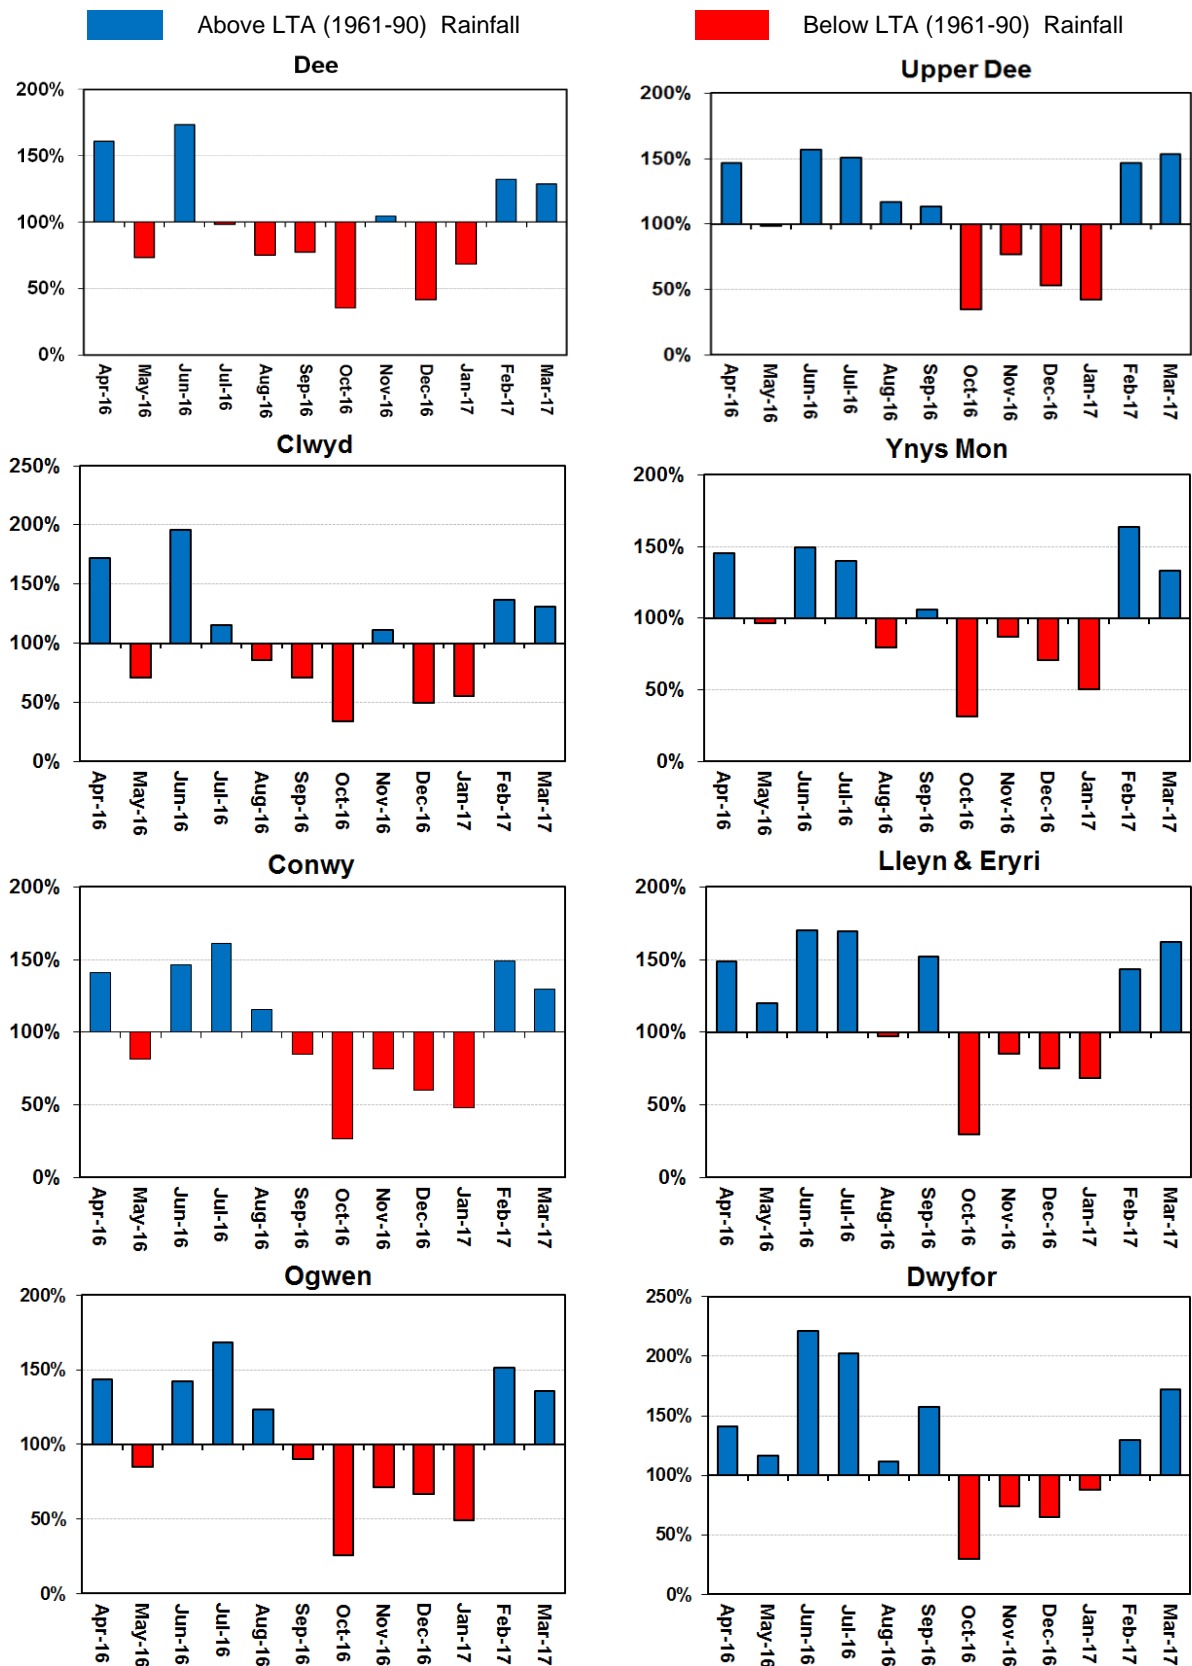 Above LTA (1961-90)  Rainfall
Below LTA (1961-90)  Rainfall
Dee
200%
150%
100%
50%
0%
Apr-16
May-16
Jun-16
Jul-16
Aug-16
Sep-16
Oct-16
Nov-16
Dec-16
Jan-17
Feb-17
Mar-17
Upper Dee
200%
150%
100%
50%
0%
Apr-16
May-16
Jun-16
Jul-16
Aug-16
Sep-16
Oct-16
Nov-16
Dec-16
Jan-17
Feb-17
Mar-17
Clwyd
250%
200%
150%
100%
50%
0%
Apr-16
May-16
Jun-16
Jul-16
Aug-16
Sep-16
Oct-16
Nov-16
Dec-16
Jan-17
Feb-17
Mar-17
Ynys Mon
200%
150%
100%
50%
0%
Apr-16
May-16
Jun-16
Jul-16
Aug-16
Sep-16
Oct-16
Nov-16
Dec-16
Jan-17
Feb-17
Mar-17
Conwy
200%
150%
100%
50%
0%
Apr-16
May-16
Jun-16
Jul-16
Aug-16
Sep-16
Oct-16
Nov-16
Dec-16
Jan-17
Feb-17
Mar-17
Lleyn & Eryri
200%
150%
100%
50%
0%
Apr-16
May-16
Jun-16
Jul-16
Aug-16
Sep-16
Oct-16
Nov-16
Dec-16
Jan-17
Feb-17
Mar-17
Ogwen
200%
150%
100%
50%
0%
Apr-16
May-16
Jun-16
Jul-16
Aug-16
Sep-16
Oct-16
Nov-16
Dec-16
Jan-17
Feb-17
Mar-17
Dwyfor
250%
200%
150%
100%
50%
0%
Apr-16
May-16
Jun-16
Jul-16
Aug-16
Sep-16
Oct-16
Nov-16
Dec-16
Jan-17
Feb-17
Mar-17